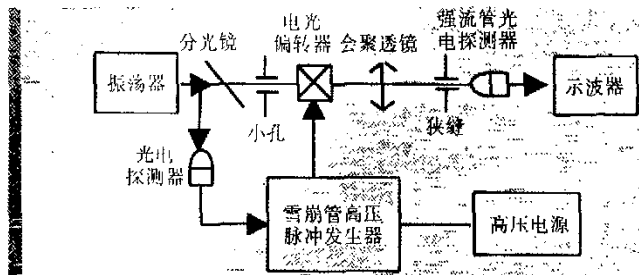 振荡器
分光镜
小孔
电光
偏转器
会聚透镜
强流管光
电探测器
狭缝
示波器
光电
探测器
雪崩管高压
脉冲发生器
高压电源